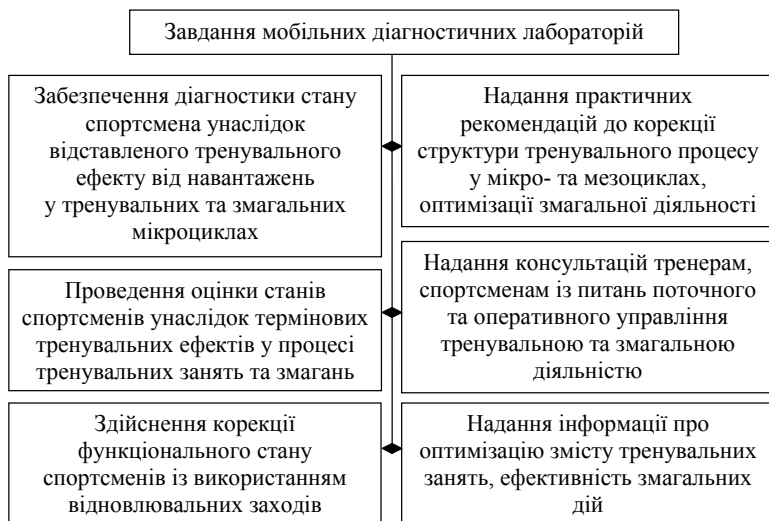 Завдання мобільних діагностичних лабораторій
Забезпечення діагностики стану
спортсмена унаслідок
відставленого тренувального
ефекту від навантажень
у тренувальних та змагальних
мікроциклах
Надання практичних
рекомендацій до корекції
структури тренувального процесу
у мікро- та мезоциклах,
оптимізації змагальної діяльності
Проведення оцінки станів
спортсменів унаслідок термінових
тренувальних ефектів у процесі
тренувальних занять та змагань
Надання консультацій тренерам,
спортсменам із питань поточного
та оперативного управління
тренувальною та змагальною
діяльністю
Здійснення корекції
функціонального стану
спортсменів із використанням
відновлювальних заходів
Надання інформації про
оптимізацію змісту тренувальних
занять, ефективність змагальних
дій